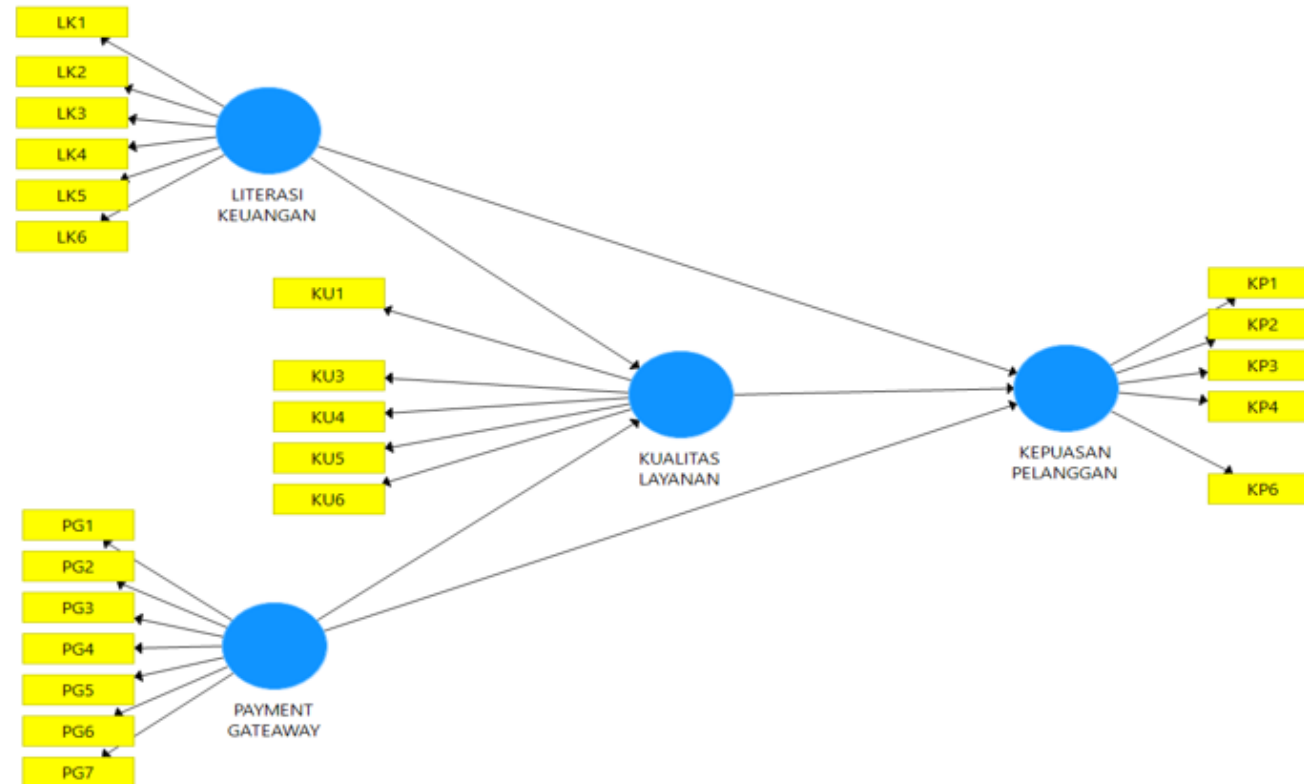 LK1
LK2
LK3
LK4
LK5
LK6
LITERASI
KEUANGAN
KU1
KU3
KU4
KU5
KU6
KUALITAS
LAYANAN
KP1
KP2
KP3
KP4
KP6
KEPUASAN
PELANGGAN
PG1
PG2
PG3
PG4
PG5
PG6
PG7
PAYMENT
GATEAWAY